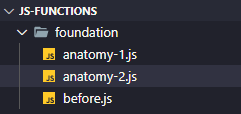 JS-FUNCTIONS
foundation
JS anatomy-1.js
JS anatomy-2.js
JS before.js